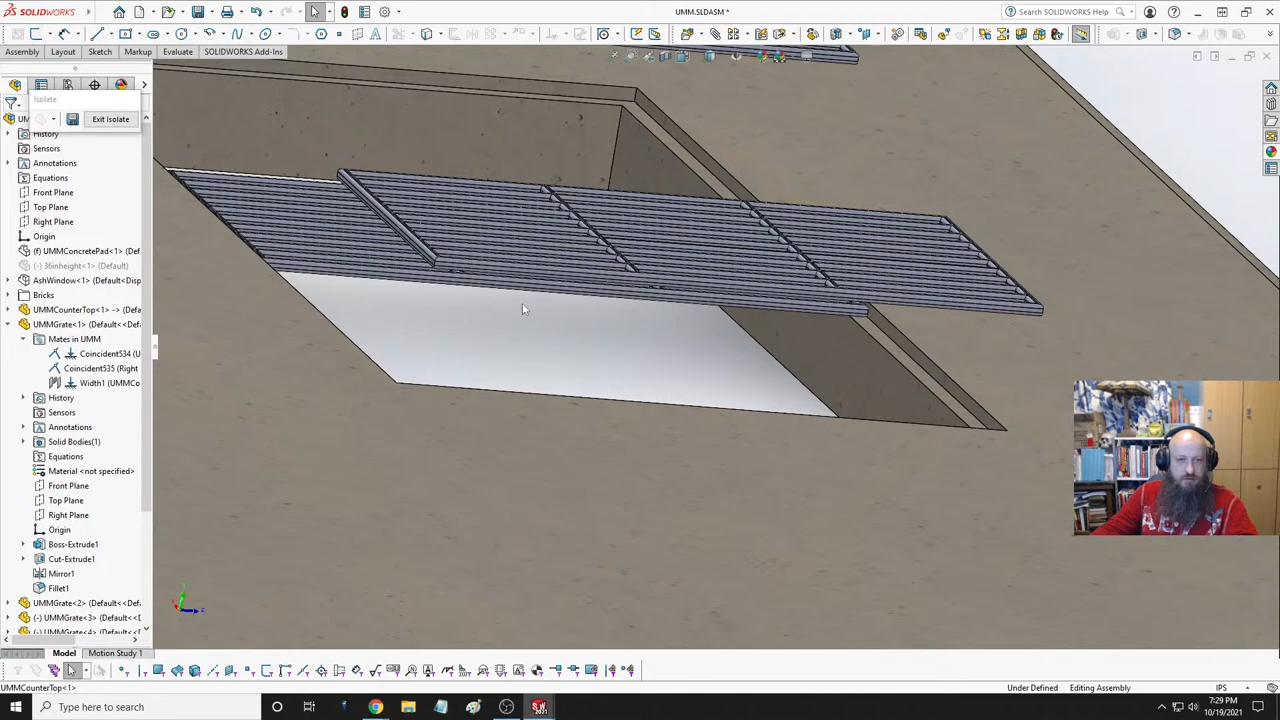 SOLIDWORKS
UMM.SLDASM *
Search SOLIDWORKS Help
Assembly
Layout
Sketch
Markup
Evaluate
SOLIDWORKS Add-Ins
Isolate
Exit Isolate
UM
History
Sensors
Annotations
Equations
Front Plane
Top Plane
Right Plane
Origin
(f) UMMConcretePad<1> (Def
(-) 36inheight<1> (Default)
AshWindow<1> (Default<Disp
Bricks
UMMCounterTop<1> -> (Def
UMMGrate<1> (Default<<Def
Mates in UMM
Coincident534 (U
Coincident535 (Right
Width1 (UMMCo
History
Sensors
Annotations
Solid Bodies(1)
Equations
Material <not specified>
Front Plane
Top Plane
Right Plane
Origin
Boss-Extrude1
Cut-Extrude1
Mirror1
Fillet1
UMMGrate<2> (Default<<Def
(-) UMMGrate<3> (Default<<D
(-) UMMGrate<4> (Default<<D
Model
Motion Study 1
UMMCounterTop<1>
Under Defined
Editing Assembly
IPS
Type here to search
7:29 PM
10/19/2021